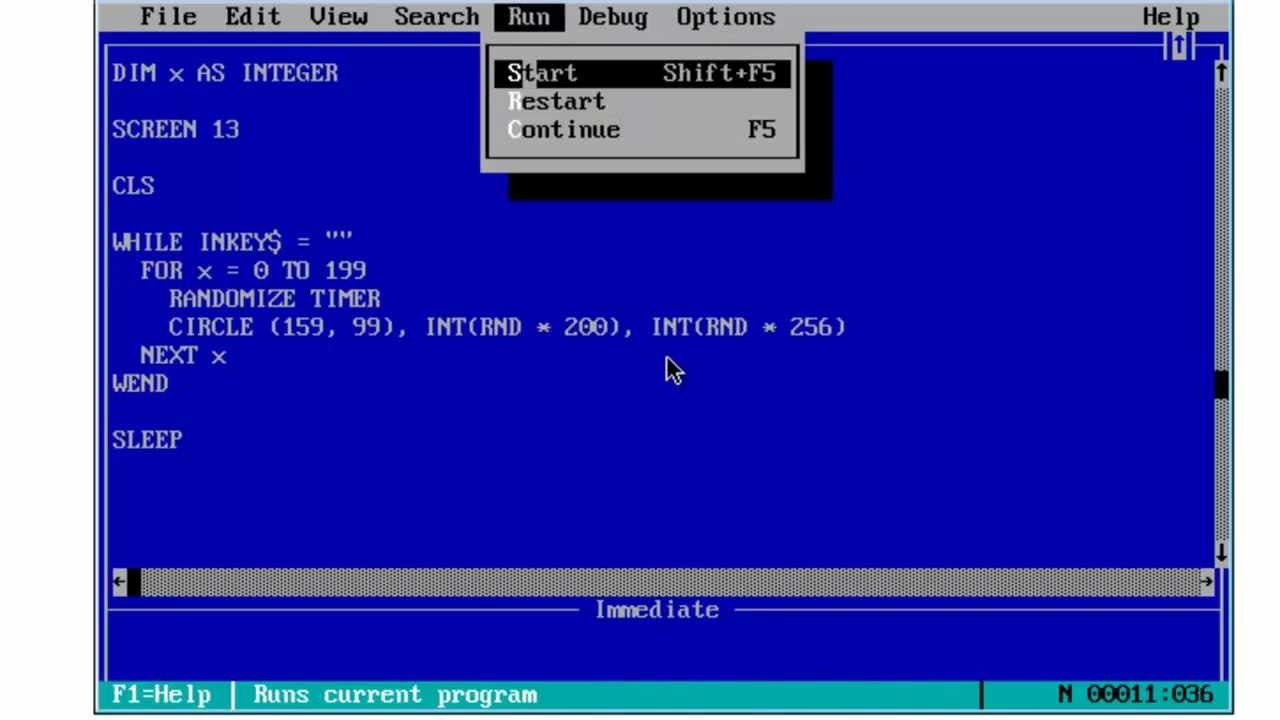 File Edit View Search Run Debug Options Help
Start Shift+F5
Restart
Continue F5
DIM x AS INTEGER
SCREEN 13
CLS
WHILE INKEY$ = ""
FOR x = 0 TO 199
RANDOMIZE TIMER
CIRCLE (159, 99), INT(RND * 200), INT(RND * 256)
NEXT x
WEND
SLEEP
Immediate
F1=Help | Runs current program N 00011:036